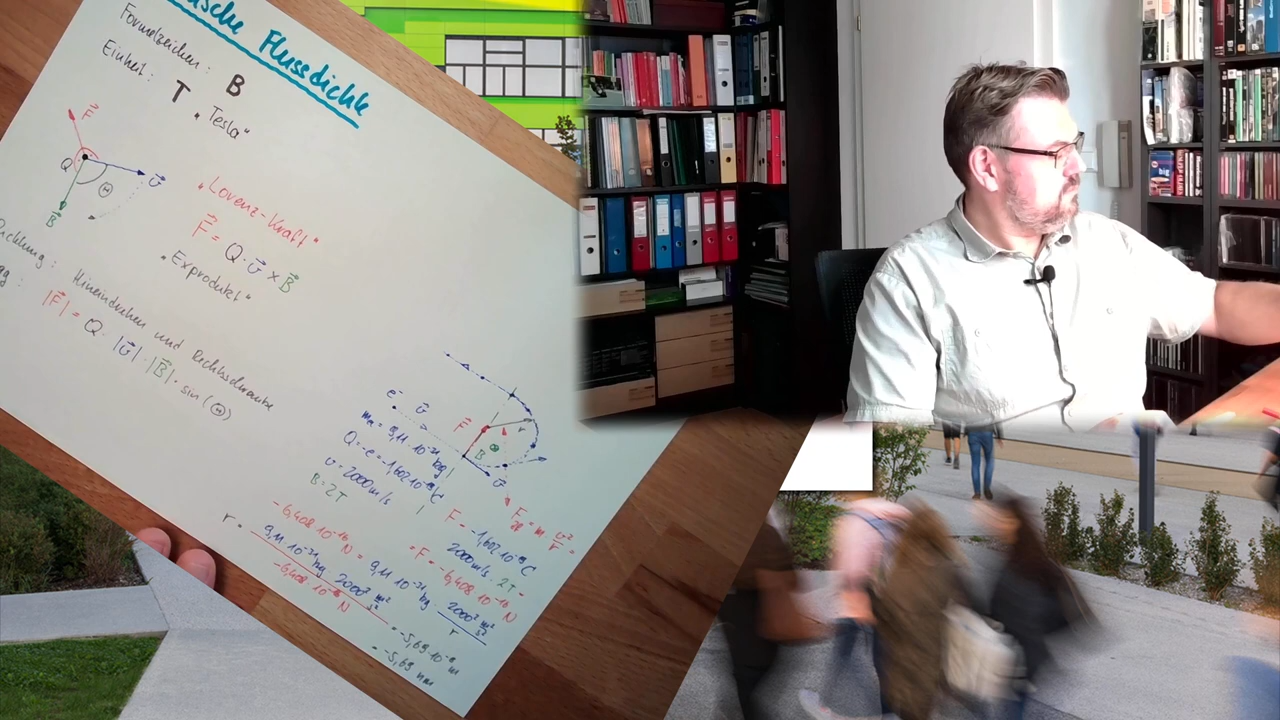 Flussdichte
Formelzeichen: B
Einheit: T „Tesla“
F
Q
v
Θ
B
„Lorenz-Kraft“
F = Q · v × B
„Exprodukt“
Richtung: Hineindrehen und Rechtsschraube
|F| = Q · |v| · |B| · sin(Θ)
e⁻
v
F
B
v
mₑ = 9,11·10⁻³¹ kg
Q = -e = -1,602·10⁻¹⁹ C
v = 2000 m/s
B = 2T
F = -1,602·10⁻¹⁹ C · 2000 m/s · 2T =
F = -6,408·10⁻¹⁶ N
-6,408·10⁻¹⁶ N = 9,11·10⁻³¹ kg · 2000² m²/s² / r
r = 9,11·10⁻³¹ kg · 2000² m²/s² / -6,408·10⁻¹⁶ N = -5,69·10⁻⁹ m
= -5,69 nm